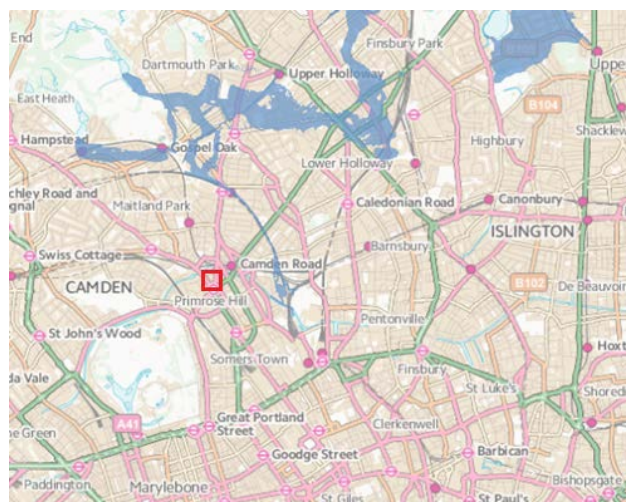 End
Finsbury Park
Dartmouth Park
Upper Holloway
Uppe
East Heath
B104
Shacklew
Hampstead
Gospel Oak
Highbury
Lower Holloway
chley Road and
gnal
Maitland Park
Caledonian Road
Canonbury
ISLINGTON
Barnsbury
Swiss Cottage
Camden Road
CAMDEN
Primrose Hill
B102
De Beauvoir
Pentonville
St John's Wood
Somers Town
Hoxt
Finsbury
da Vale
St Luke's
Shored
A41
Great Portland
Street
Clerkenwell
ne Green
Goodge Street
Barbican
Paddington
Marylebone
St Giles
St Paul's
Bishopsgate